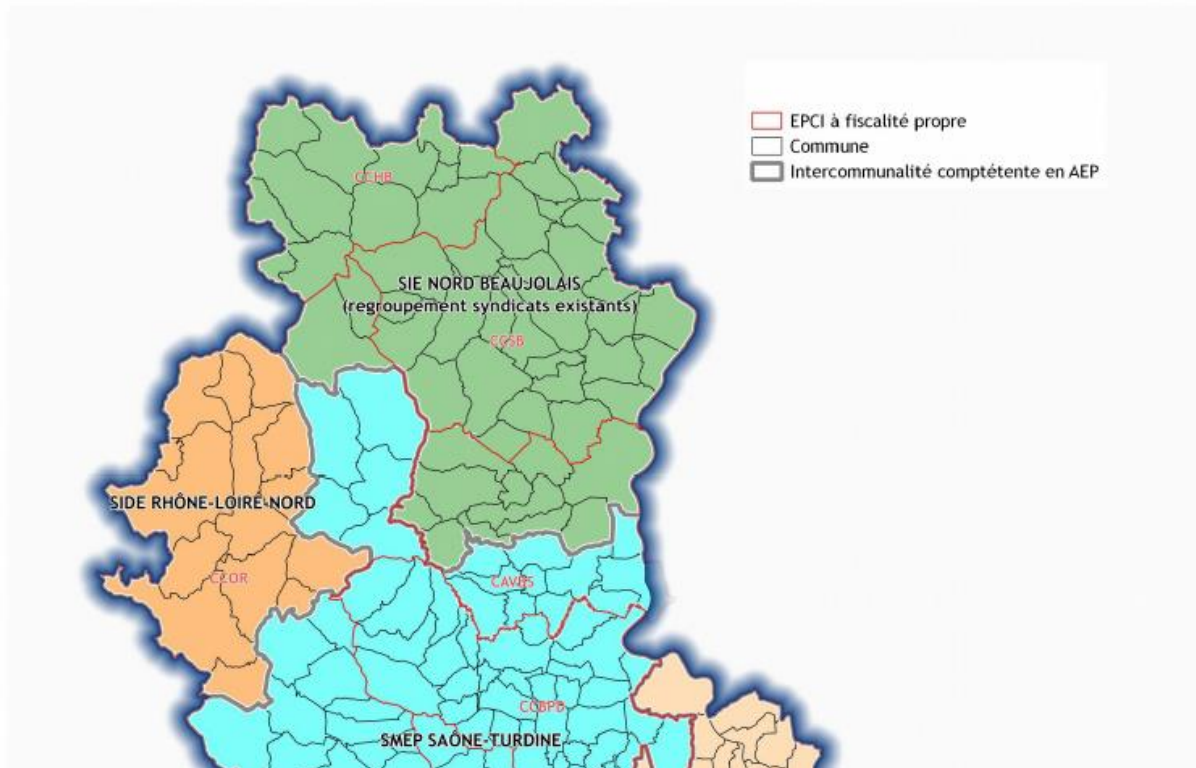 EPCI à fiscalité propre
Commune
Intercommunalité comptétente en AEP
CCHB
SIE NORD BEAUJOLAIS
(regroupement syndicats existants)
CCSB
SIDE RHÔNE-LOIRE-NORD
CCOR
CAVBS
CCBPD
SMEP SAÔNE-TURDINE